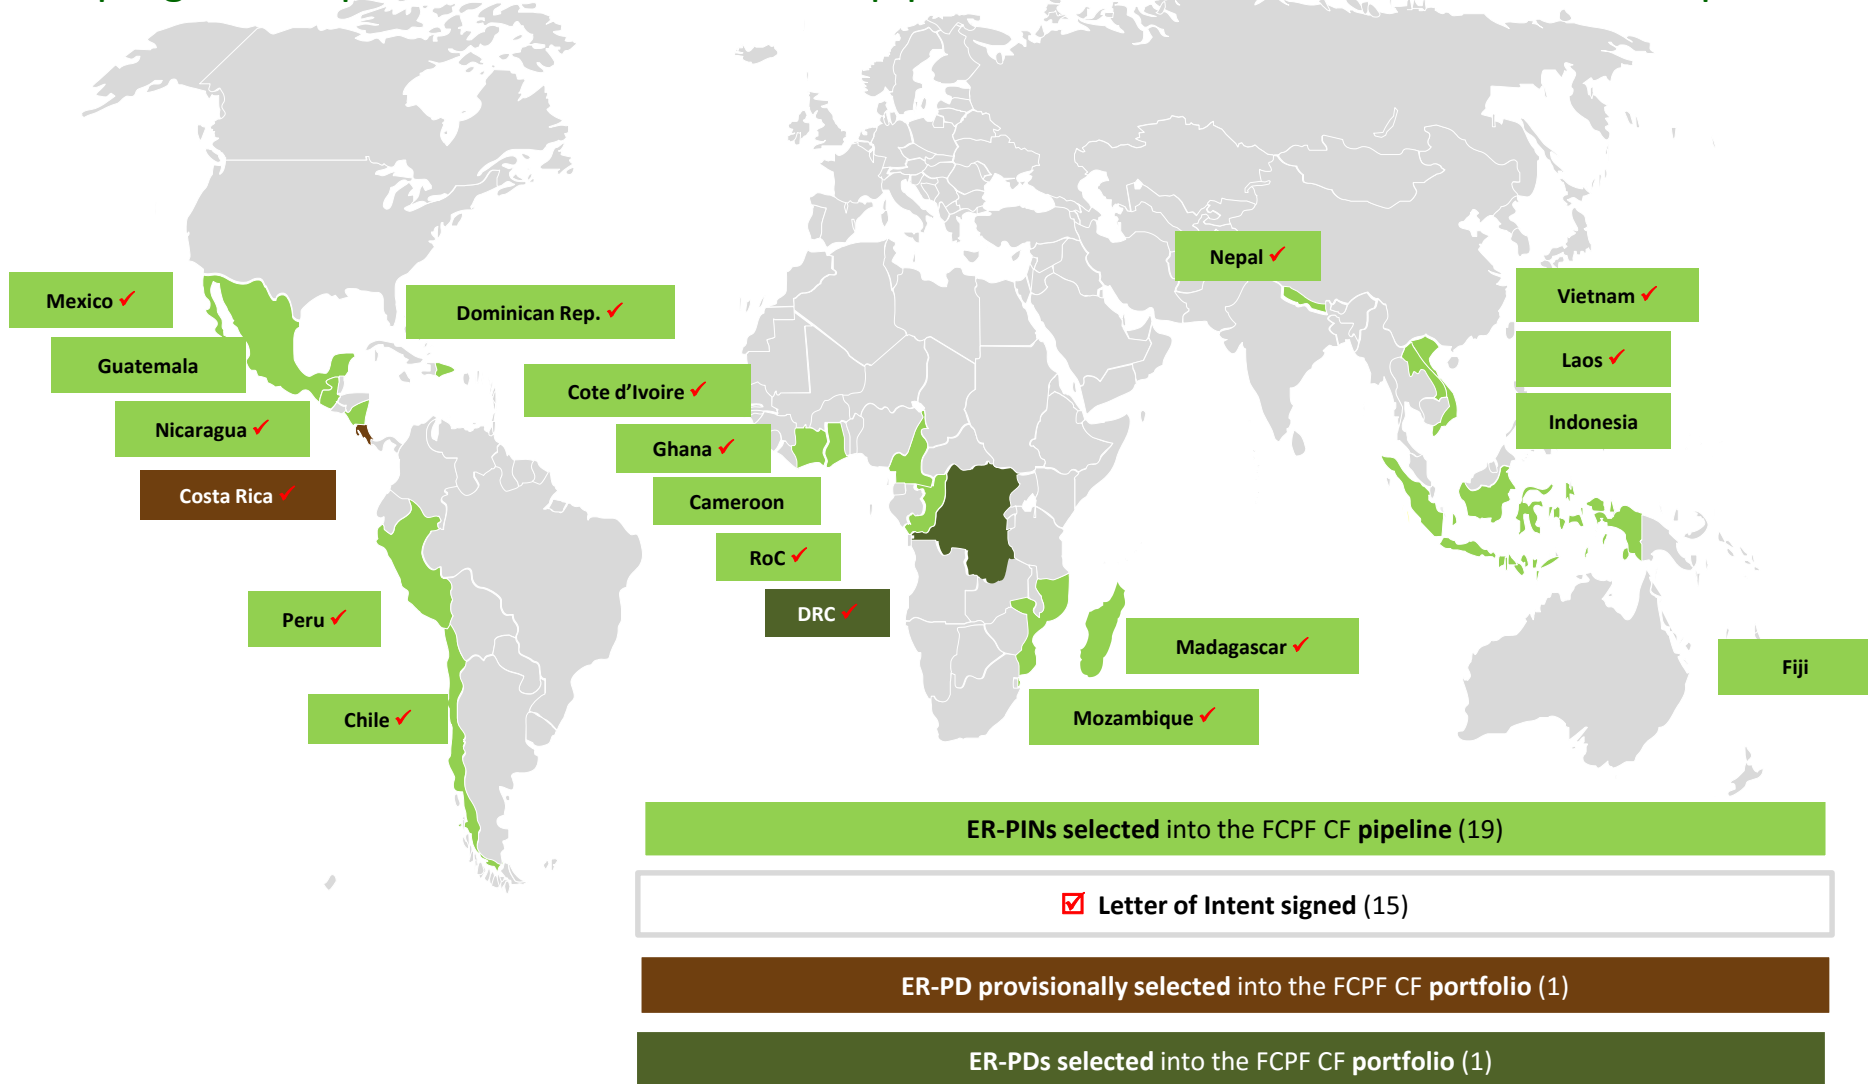 Nepal ✓
Mexico ✓
Dominican Rep. ✓
Vietnam ✓
Guatemala
Laos ✓
Cote d'Ivoire ✓
Nicaragua ✓
Indonesia
Ghana ✓
Costa Rica ✓
Cameroon
RoC ✓
DRC ✓
Peru ✓
Madagascar ✓
Fiji
Chile ✓
Mozambique ✓
ER-PINs selected into the FCPF CF pipeline (19)
☑ Letter of Intent signed (15)
ER-PD provisionally selected into the FCPF CF portfolio (1)
ER-PDs selected into the FCPF CF portfolio (1)